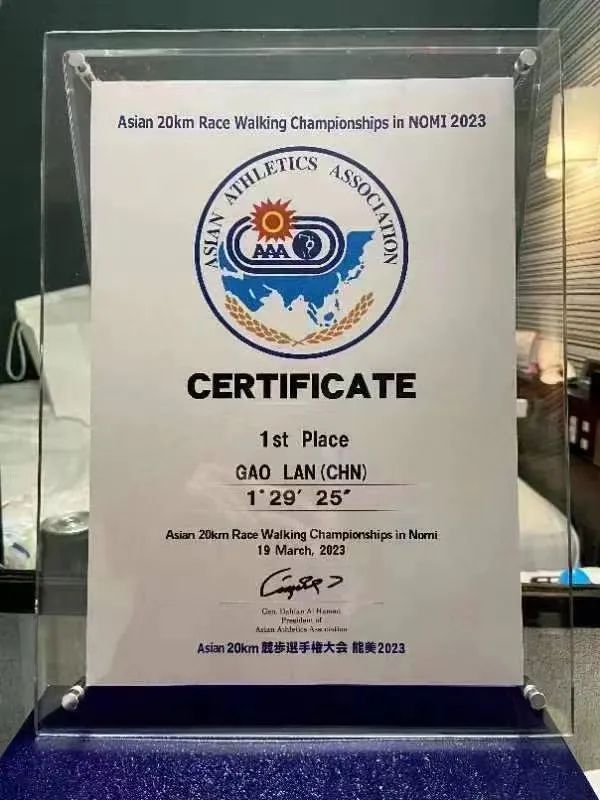 Asian 20km Race Walking Championships in NOMI 2023
ASIAN ATHLETICS ASSOCIATION
AAA
CERTIFICATE
1st Place
GAO LAN(CHN)
1°29′ 25″
Asian 20km Race Walking Championships in Nomi
19 March, 2023
Gen. Dahlan Al Hamad
President of
Asian Athletics Association
Asian 20km 競歩選手権大会 能美2023